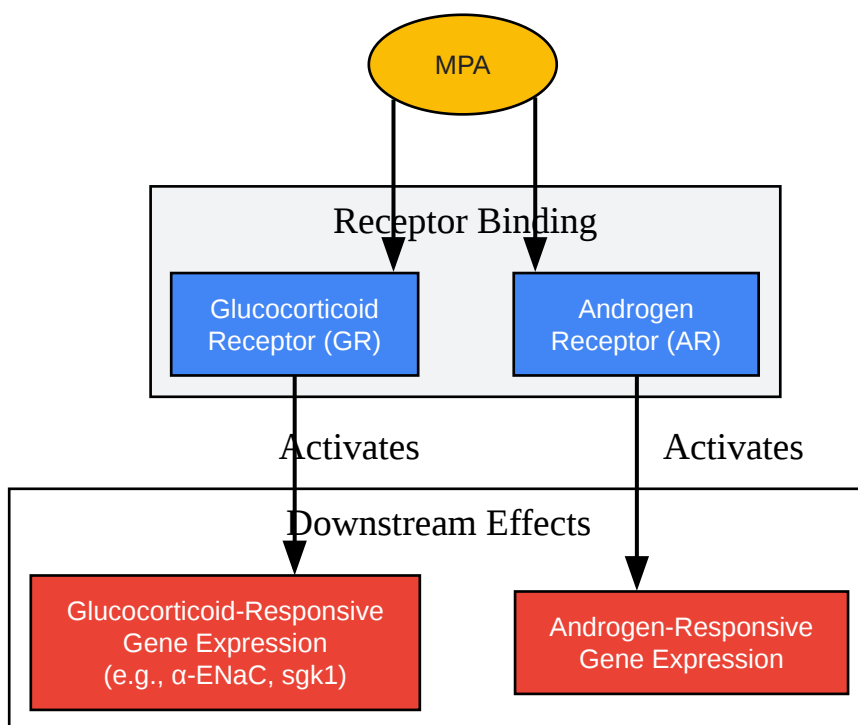 MPA
Receptor Binding
Glucocorticoid
Receptor (GR)
Androgen
Receptor (AR)
Activates
Activates
Downstream Effects
Glucocorticoid-Responsive
Gene Expression
(e.g., α-ENaC, sgk1)
Androgen-Responsive
Gene Expression